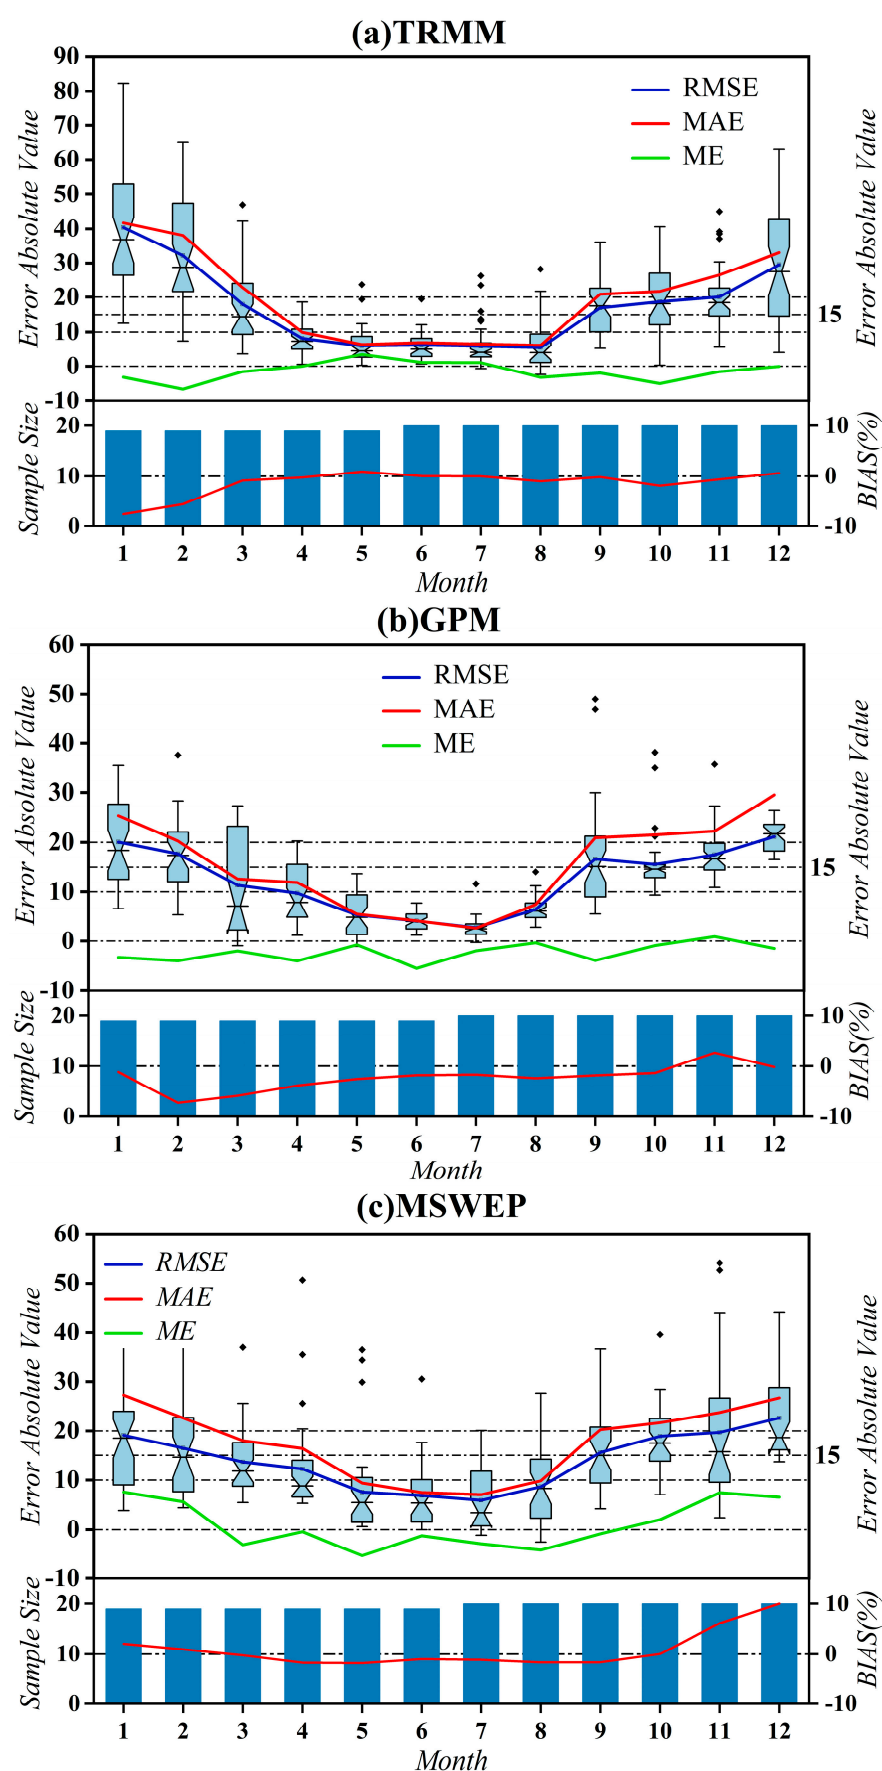 (a)TRMM
90
80
70
60
50
40
30
20
10
0
-10
Error Absolute Value
RMSE
MAE
ME
15
Error Absolute Value
20
10
0
Sample Size
10
0
-10
BIAS(%)
1 2 3 4 5 6 7 8 9 10 11 12
Month
(b)GPM
60
50
40
30
20
10
0
-10
Error Absolute Value
RMSE
MAE
ME
15
Error Absolute Value
20
10
0
Sample Size
10
0
-10
BIAS(%)
1 2 3 4 5 6 7 8 9 10 11 12
Month
(c)MSWEP
60
50
40
30
20
10
0
-10
Error Absolute Value
RMSE
MAE
ME
15
Error Absolute Value
20
10
0
Sample Size
10
0
-10
BIAS(%)
1 2 3 4 5 6 7 8 9 10 11 12
Month